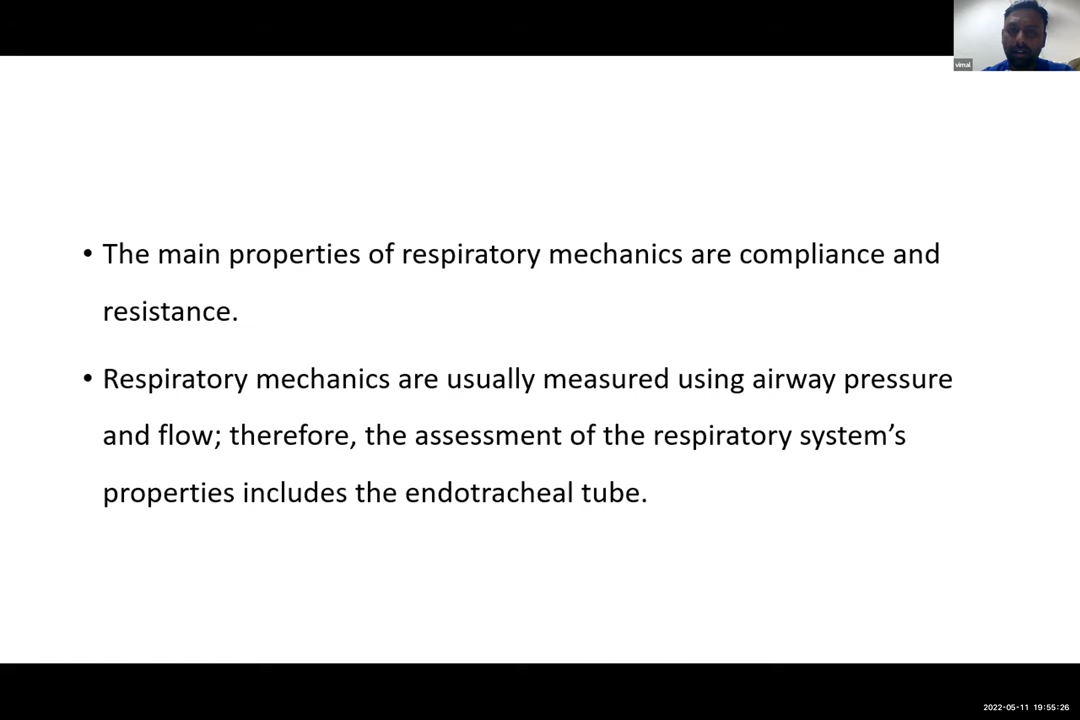 vimal
• The main properties of respiratory mechanics are compliance and
resistance.
• Respiratory mechanics are usually measured using airway pressure
and flow; therefore, the assessment of the respiratory system’s
properties includes the endotracheal tube.
2022-05-11 19:55:26